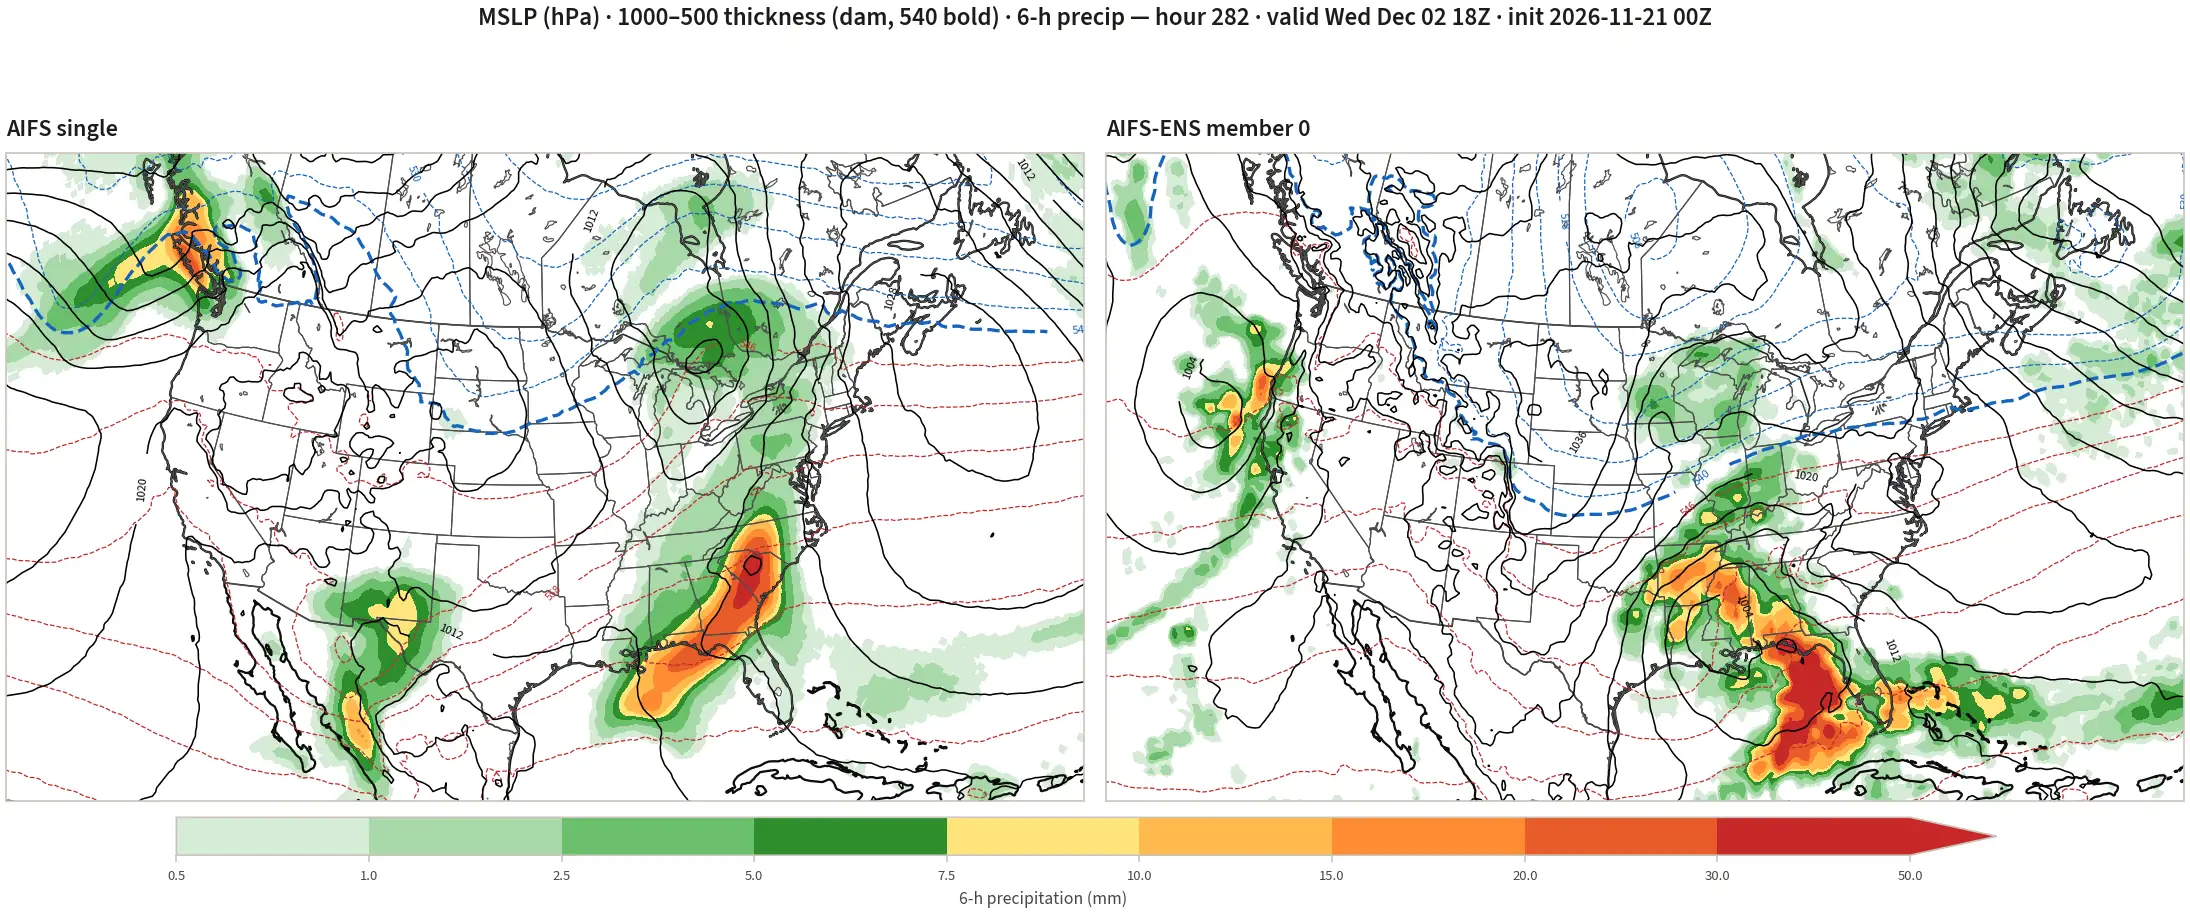 MSLP (hPa) · 1000–500 thickness (dam, 540 bold) · 6-h precip — hour 282 · valid Wed Dec 02 18Z · init 2026-11-21 00Z
AIFS single
AIFS-ENS member 0
1012
1012
1028
1020
1012
1004
1036
1020
540
546
1004
1012
0.5 1.0 2.5 5.0 7.5 10.0 15.0 20.0 30.0 50.0
6-h precipitation (mm)